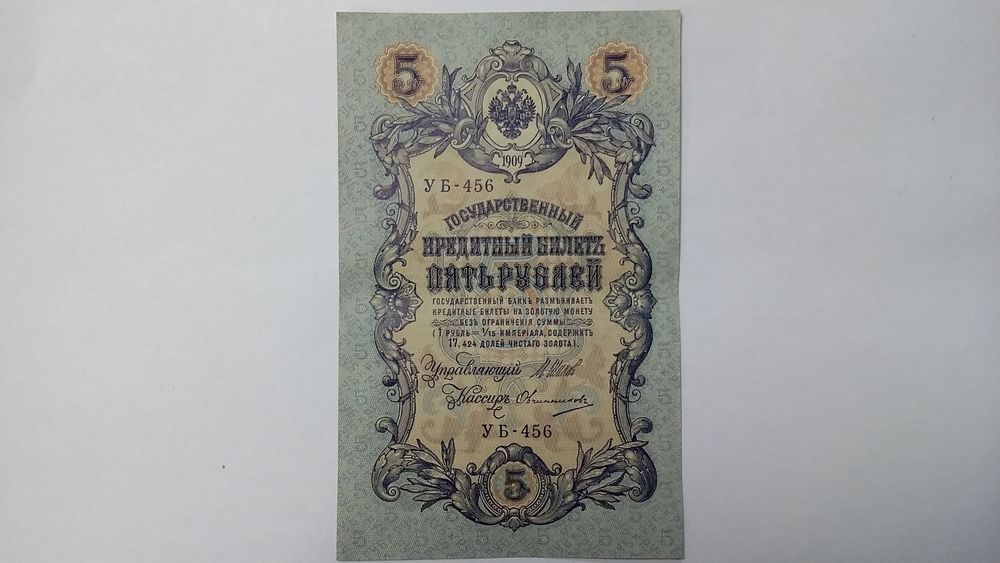 5 5
1909
УБ-456
ГОСУДАРСТВЕННЫЙ
КРЕДИТНЫЙ БИЛЕТЪ
ПЯТЬ РУБЛЕЙ
ГОСУДАРСТВЕННЫЙ БАНКЪ РАЗМѢНИВАЕТЪ
КРЕДИТНЫЕ БИЛЕТЫ НА ЗОЛОТУЮ МОНЕТУ
БЕЗЪ ОГРАНИЧЕНІЯ СУММЫ
(1 РУБЛЬ = 1/15 ИМПЕРІАЛА, СОДЕРЖИТЪ
17,424 ДОЛЕЙ ЧИСТАГО ЗОЛОТА).
Управляющій
Кассиръ Овчинниковъ
УБ-456
5